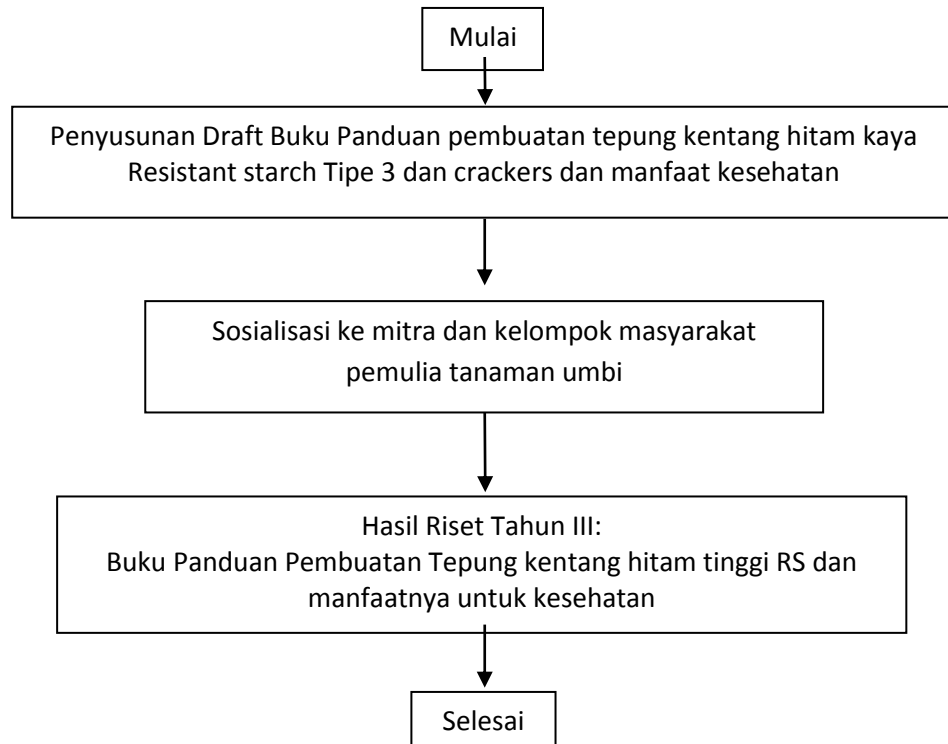 Mulai
Penyusunan Draft Buku Panduan pembuatan tepung kentang hitam kaya
Resistant starch Tipe 3 dan crackers dan manfaat kesehatan
Sosialisasi ke mitra dan kelompok masyarakat
pemulia tanaman umbi
Hasil Riset Tahun III:
Buku Panduan Pembuatan Tepung kentang hitam tinggi RS dan
manfaatnya untuk kesehatan
Selesai